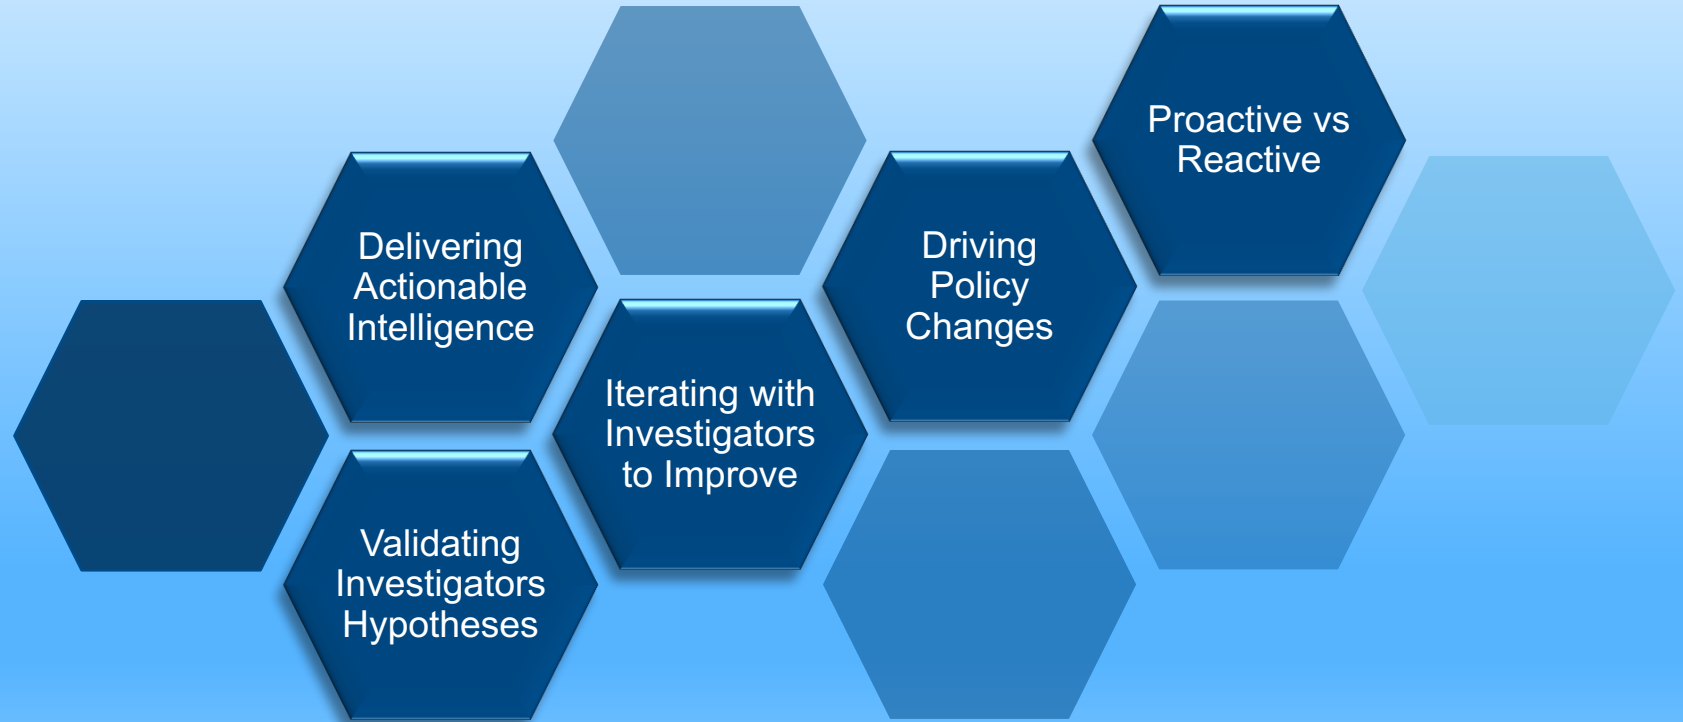 Delivering
Actionable
Intelligence
Validating
Investigators
Hypotheses
Iterating with
Investigators
to Improve
Driving
Policy
Changes
Proactive vs
Reactive